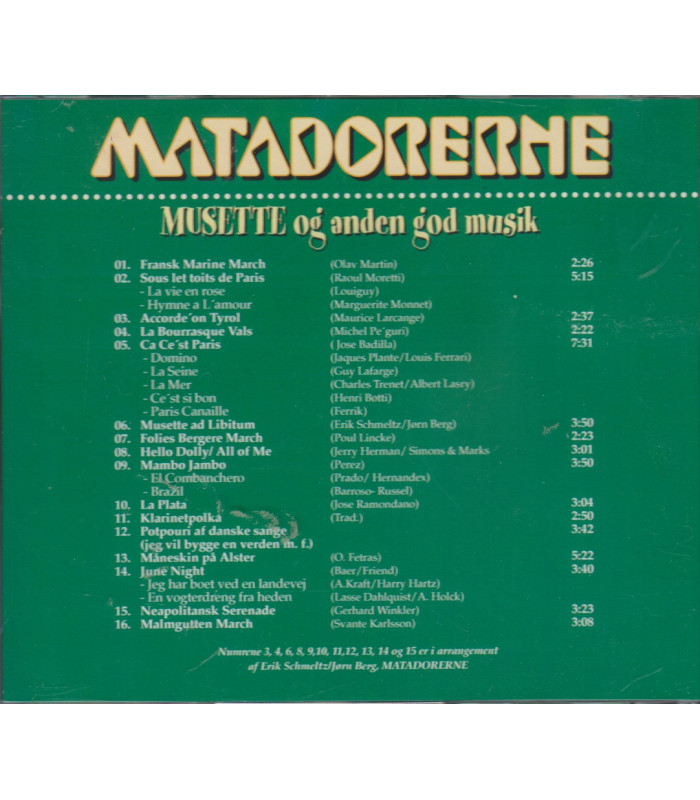 MATADORERNE
MUSETTE og anden god musik
01. Fransk Marine March (Olav Martin) 2:26
02. Sous let toits de Paris (Raoul Moretti) 5:15
- La vie en rose (Louiguy)
- Hymne a L´amour (Marguerite Monnet)
03. Accorde´on Tyrol (Maurice Larcange) 2:37
04. La Bourrasque Vals (Michel Pe´guri) 2:22
05. Ca Ce´st Paris ( Jose Badilla) 7:31
- Domino (Jaques Plante/Louis Ferrari)
- La Seine (Guy Lafarge)
- La Mer (Charles Trenet/Albert Lasry)
- Ce´st si bon (Henri Botti)
- Paris Canaille (Ferrik)
06. Musette ad Libitum (Erik Schmeltz/Jørn Berg) 3:50
07. Folies Bergere March (Poul Lincke) 2:23
08. Hello Dolly/ All of Me (Jerry Herman/ Simons & Marks 3:01
09. Mambo Jambo (Perez) 3:50
- El Combanchero (Prado/ Hernandex)
- Brazil (Barroso- Russel)
10. La Plata (Jose Ramondano) 3:04
11. Klarinetpolka (Trad.) 2:50
12. Potpouri af danske sange 3:42
(jeg vil bygge en verden m. f.)
13. Måneskin på Alster (O. Fetras) 5:22
14. June Night (Baer/Friend) 3:40
- Jeg har boet ved en landevej (A.Kraft/Harry Hartz)
- En vogterdreng fra heden (Lasse Dahlquist/A. Holck)
15. Neapolitansk Serenade (Gerhard Winkler) 3:23
16. Malmgutten March (Svante Karlsson) 3:08
Numrene 3, 4, 6, 8, 9,10, 11,12, 13, 14 og 15 er i arrangement
af Erik Schmeltz/Jørn Berg, MATADORERNE